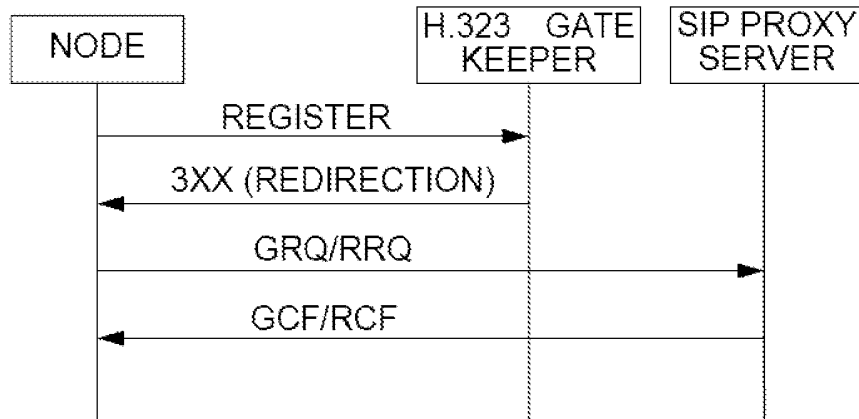 NODE
H.323 GATE
KEEPER
SIP PROXY
SERVER
REGISTER
3XX (REDIRECTION)
GRQ/RRQ
GCF/RCF